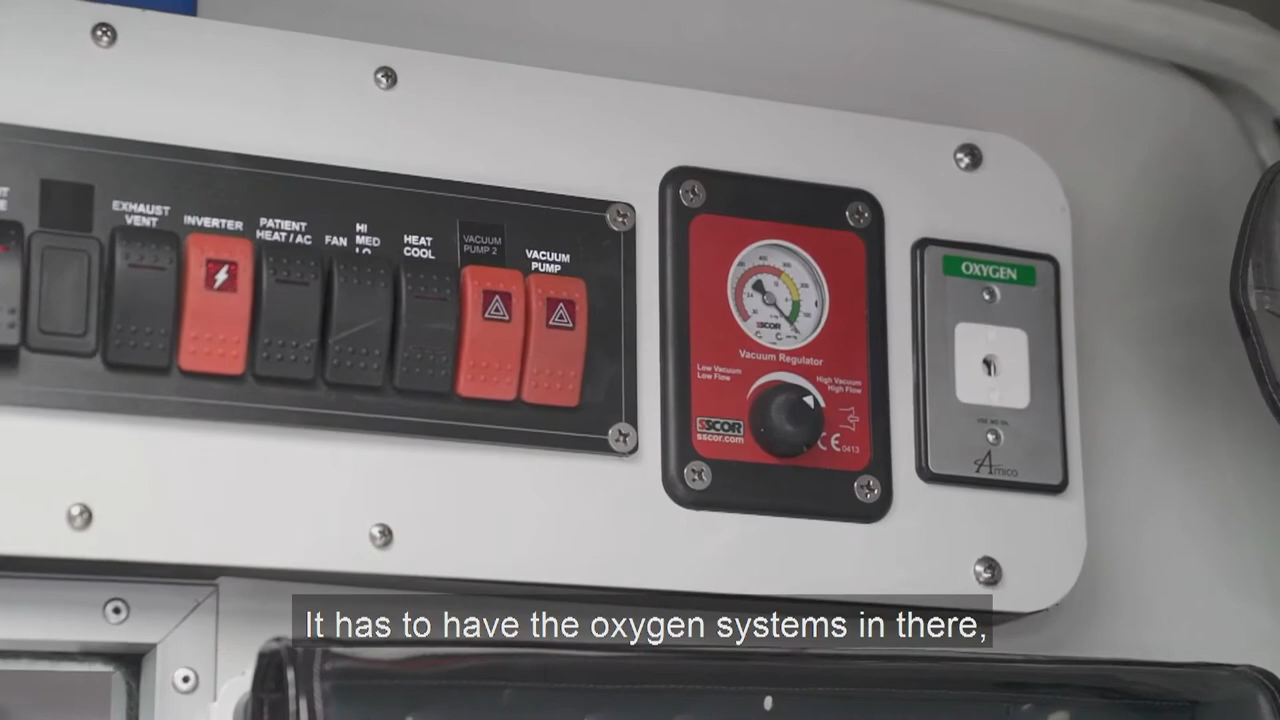 EXHAUST
VENT
INVERTER
PATIENT
HEAT / AC
FAN
HI
MED
LO
HEAT
COOL
VACUUM
PUMP 2
VACUUM
PUMP
SSCOR
Vacuum Regulator
Low Vacuum
Low Flow
High Vacuum
High Flow
SSCOR
sscor.com
CE 0413
OXYGEN
Amico
It has to have the oxygen systems in there,